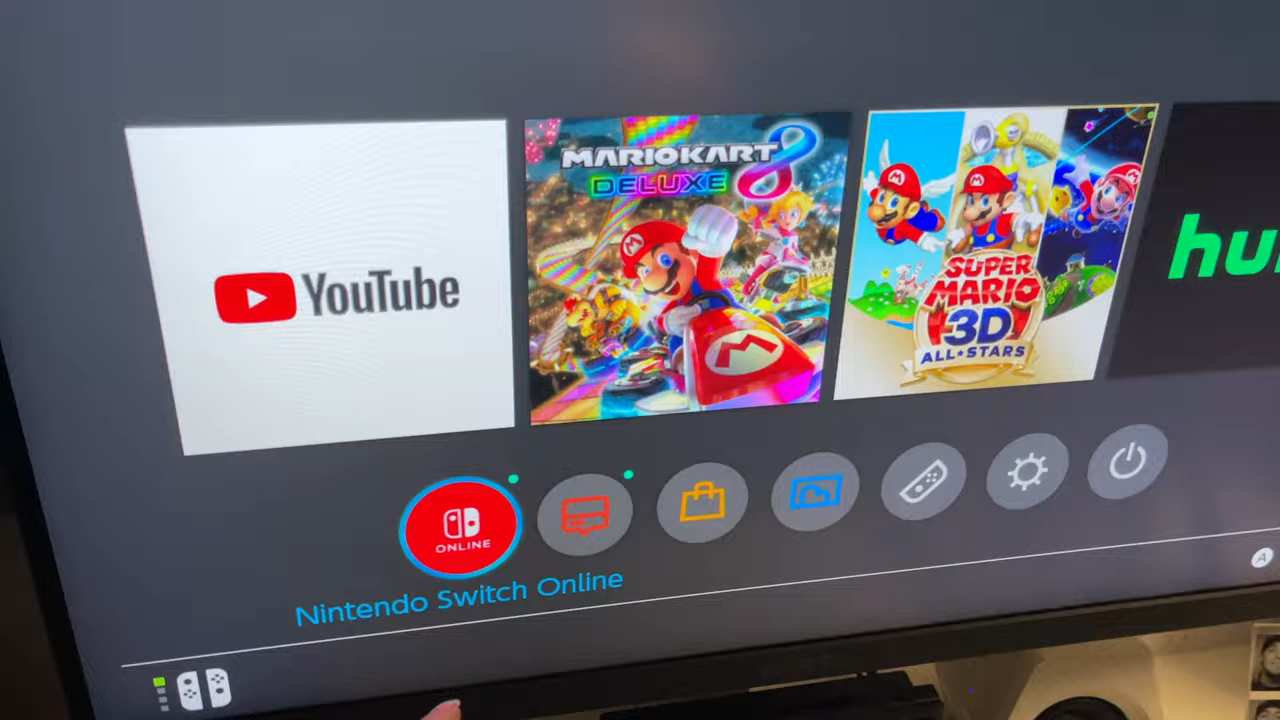 YouTube
MARIOKART 8
DELUXE
M
M
SUPER
MARIO
3D
ALL★STARS
hu
ONLINE
Nintendo Switch Online
A